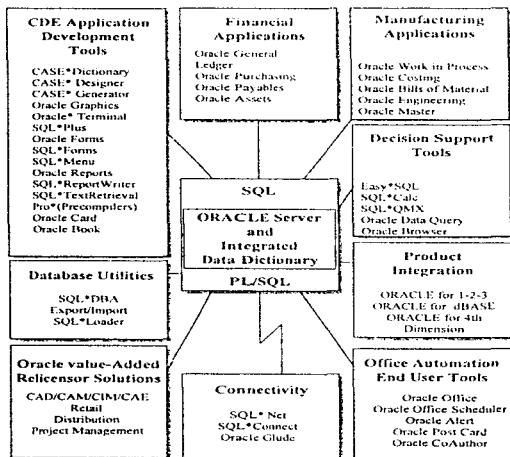 CDE Application
Development
Tools
CASE*Dictionary
CASE* Designer
CASE* Generator
Oracle Graphics
Oracle* Terminal
SQL*Plus
Oracle Forms
SQL*Forms
SQL*Menu
Oracle Reports
SQL*ReportWriter
SQL*TextRetrieval
Pro*(Precompilers)
Oracle Card
Oracle Book
Financial
Applications
Oracle General
Ledger
Oracle Purchasing
Oracle Payables
Oracle Assets
Manufacturing
Applications
Oracle Work in Process
Oracle Costing
Oracle Bills of Material
Oracle Engineering
Oracle Master
Decision Support
Tools
Easy*SQL
SQL*Calc
SQL*QMX
Oracle Data Query
Oracle Browser
SQL
ORACLE Server
and
Integrated
Data Dictionary
PL/SQL
Database Utilities
SQL*DBA
Export/Import
SQL*Loader
Product
Integration
ORACLE for 1-2-3
ORACLE for dBASE
ORACLE for 4th
Dimension
Oracle value-Added
Relicensor Solutions
CAD/CAM/CIM/CAE
Retail
Distribution
Project Management
Connectivity
SQL* Net
SQL*Connect
Oracle Glude
Office Automation
End User Tools
Oracle Office
Oracle Office Scheduler
Oracle Alert
Oracle Post Card
Oracle CoAuthor